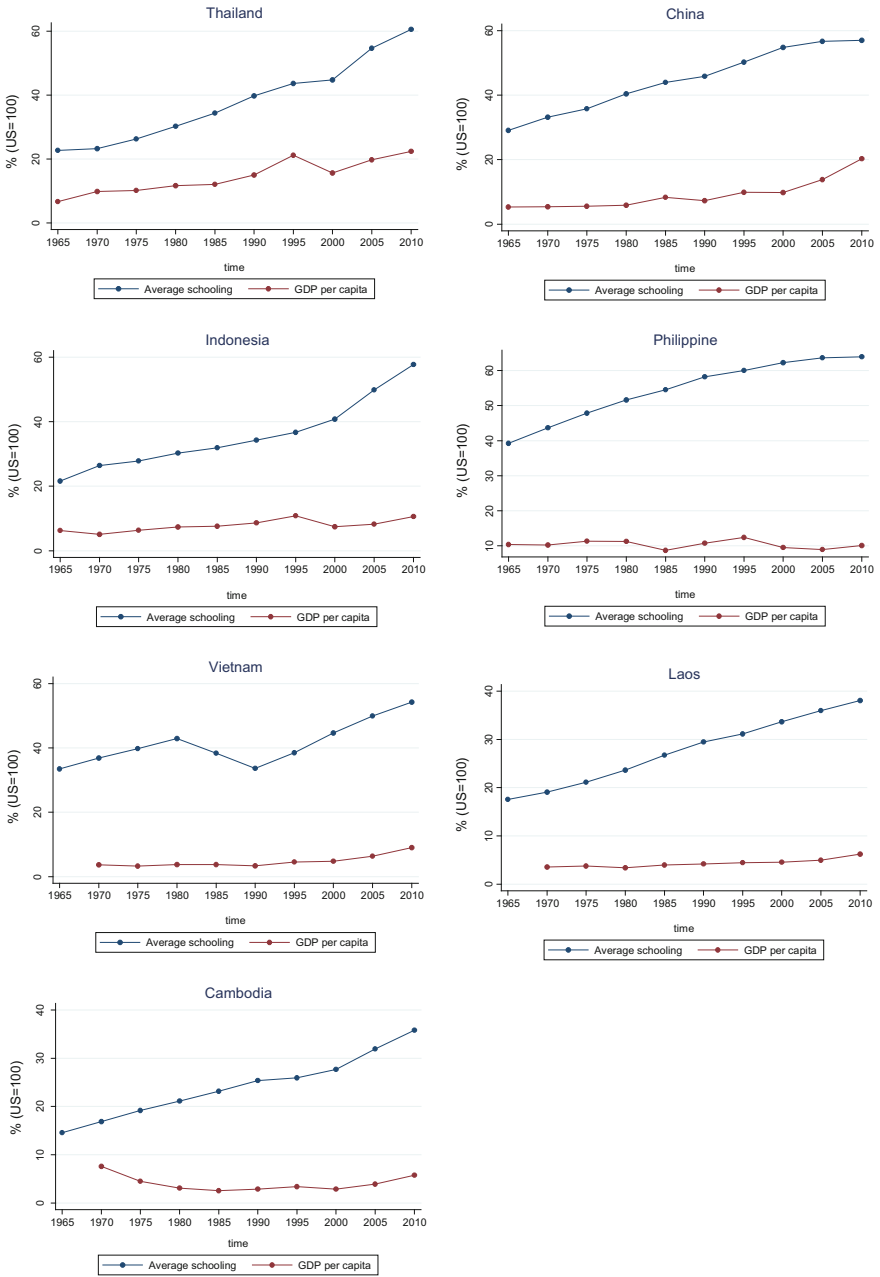 Thailand
% (US=100)
60
40
20
0
1965 1970 1975 1980 1985 1990 1995 2000 2005 2010
time
Average schooling GDP per capita
China
% (US=100)
60
40
20
0
1965 1970 1975 1980 1985 1990 1995 2000 2005 2010
time
Average schooling GDP per capita
Indonesia
% (US=100)
60
40
20
0
1965 1970 1975 1980 1985 1990 1995 2000 2005 2010
time
Average schooling GDP per capita
Philippine
% (US=100)
60
50
40
30
20
10
1965 1970 1975 1980 1985 1990 1995 2000 2005 2010
time
Average schooling GDP per capita
Vietnam
% (US=100)
60
40
20
0
1965 1970 1975 1980 1985 1990 1995 2000 2005 2010
time
Average schooling GDP per capita
Laos
% (US=100)
40
30
20
10
0
1965 1970 1975 1980 1985 1990 1995 2000 2005 2010
time
Average schooling GDP per capita
Cambodia
% (US=100)
40
30
20
10
0
1965 1970 1975 1980 1985 1990 1995 2000 2005 2010
time
Average schooling GDP per capita